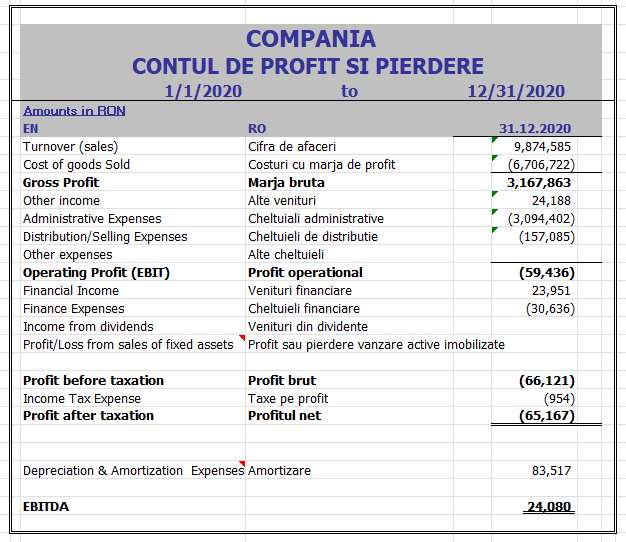 COMPANIA
CONTUL DE PROFIT SI PIERDERE
1/1/2020 to 12/31/2020
Amounts in RON
EN RO 31.12.2020
Turnover (sales) Cifra de afaceri 9,874,585
Cost of goods Sold Costuri cu marja de profit (6,706,722)
Gross Profit Marja bruta 3,167,863
Other income Alte venituri 24,188
Administrative Expenses Cheltuiali administrative (3,094,402)
Distribution/Selling Expenses Cheltuieli de distributie (157,085)
Other expenses Alte cheltuieli
Operating Profit (EBIT) Profit operational (59,436)
Financial Income Venituri financiare 23,951
Finance Expenses Cheltuieli financiare (30,636)
Income from dividends Venituri din dividente
Profit/Loss from sales of fixed assets Profit sau pierdere vanzare active imobilizate
Profit before taxation Profit brut (66,121)
Income Tax Expense Taxe pe profit (954)
Profit after taxation Profitul net (65,167)
Depreciation & Amortization Expenses Amortizare 83,517
EBITDA 24,080